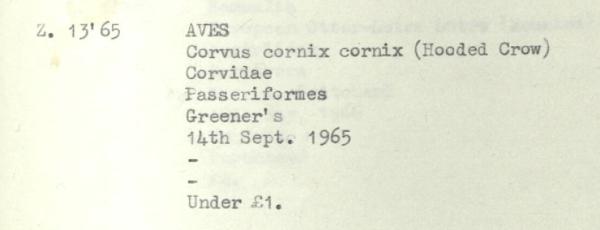 Z. 13'65 AVES
Corvus cornix cornix (Hooded Crow)
Corvidae
Passeriformes
Greener's
14th Sept. 1965
-
-
Under £1.